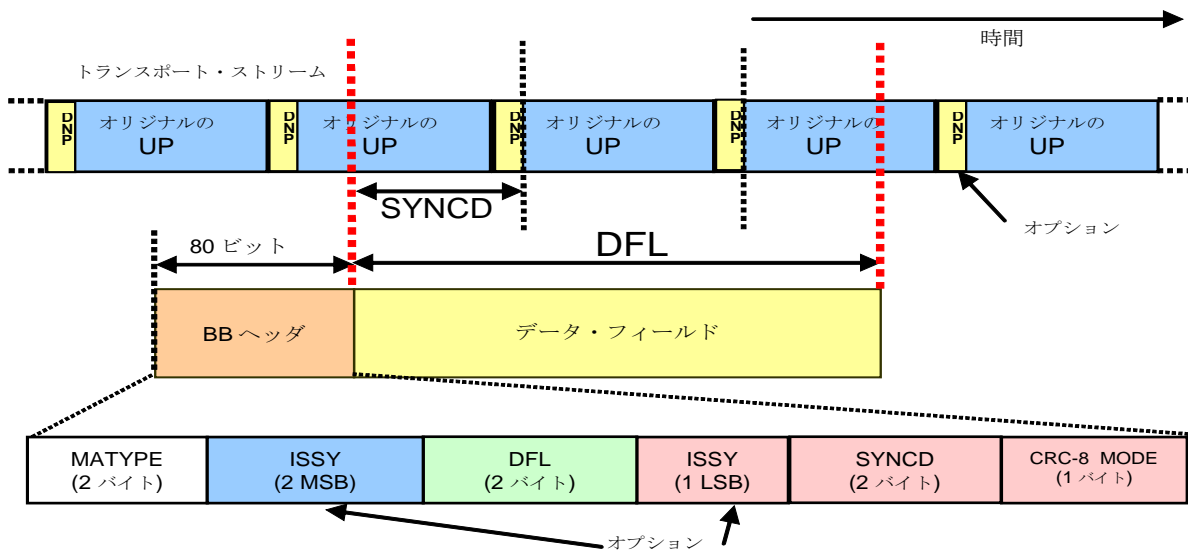 時間
トランスポート・ストリーム
DNP
オリジナルの
UP
DNP
オリジナルの
UP
DNP
オリジナルの
UP
DNP
オリジナルの
UP
DNP
オリジナルの
UP
SYNCD
オプション
80 ビット
DFL
BB ヘッダ
データ・フィールド
MATYPE
(2 バイト)
ISSY
(2 MSB)
DFL
(2 バイト)
ISSY
(1 LSB)
SYNCD
(2 バイト)
CRC-8 MODE
(1 バイト)
オプション